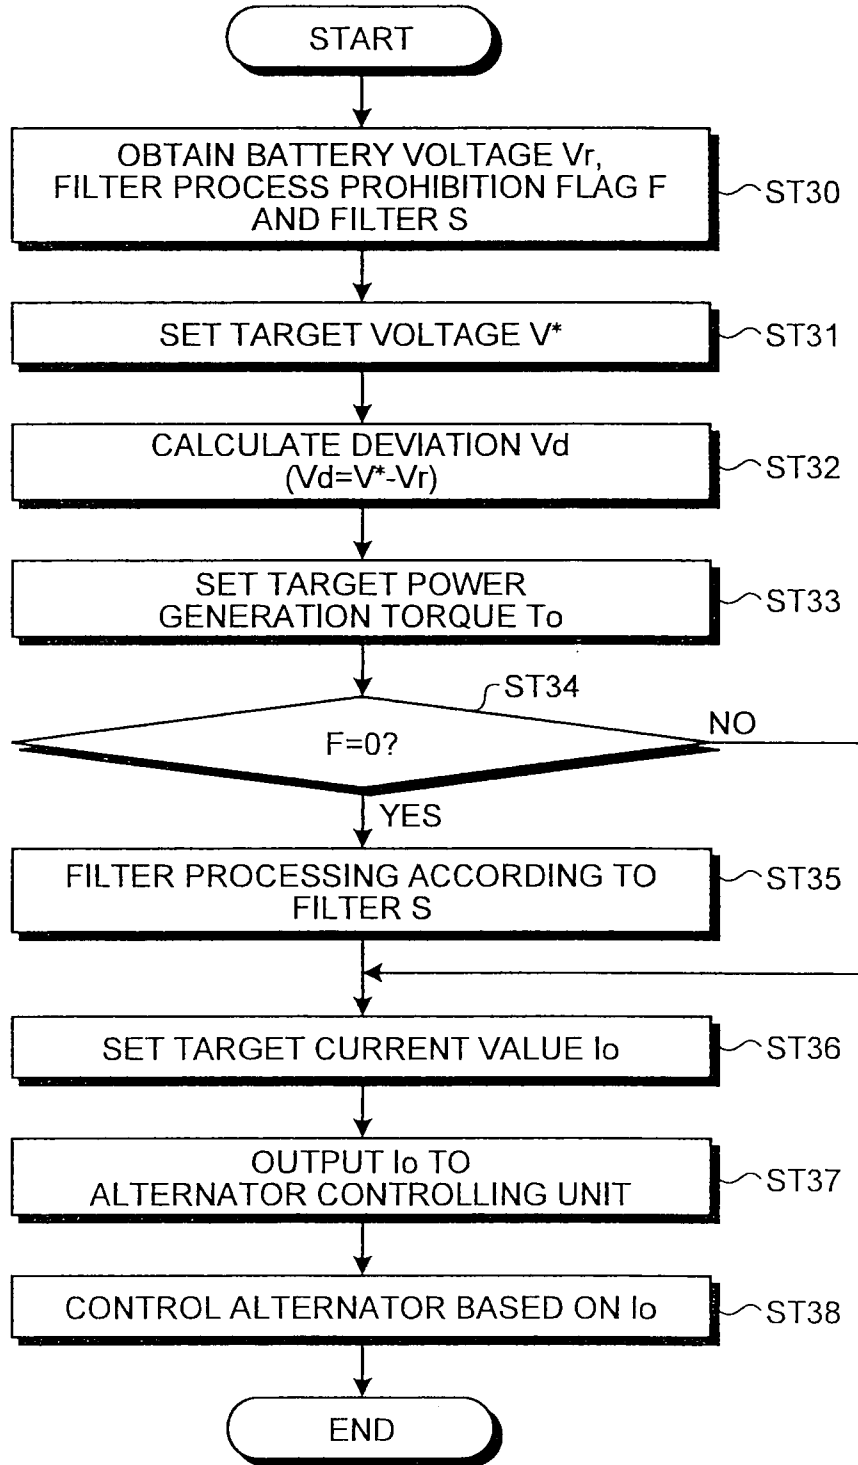 START
OBTAIN BATTERY VOLTAGE Vr,
FILTER PROCESS PROHIBITION FLAG F
AND FILTER S
ST30
SET TARGET VOLTAGE V*
ST31
CALCULATE DEVIATION Vd
(Vd=V*-Vr)
ST32
SET TARGET POWER
GENERATION TORQUE To
ST33
ST34
F=0?
NO
YES
FILTER PROCESSING ACCORDING TO
FILTER S
ST35
SET TARGET CURRENT VALUE Io
ST36
OUTPUT Io TO
ALTERNATOR CONTROLLING UNIT
ST37
CONTROL ALTERNATOR BASED ON Io
ST38
END